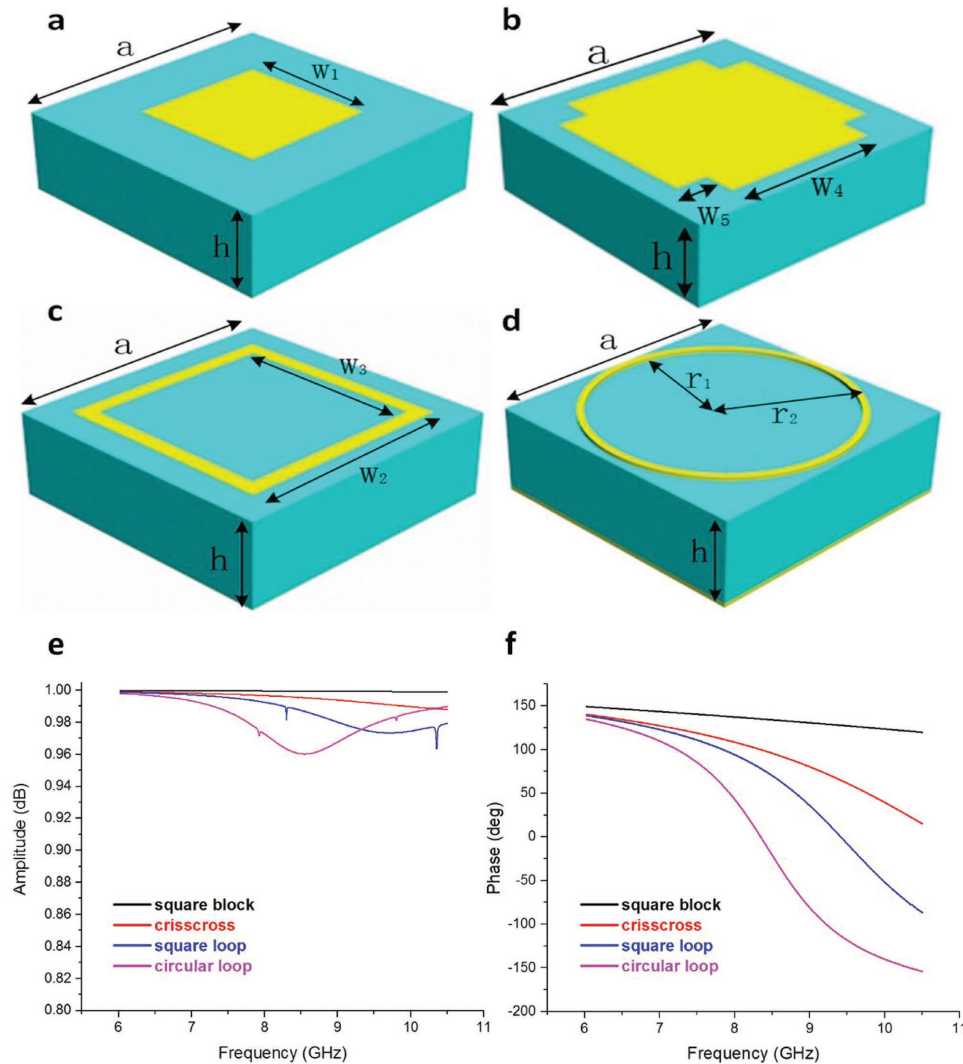 a
b
a
W1
h
a
W4
W5
h
c
d
a
W3
W2
h
a
r1
r2
h
e
f
1.00
0.98
0.96
0.94
0.92
0.90
0.88
0.86
0.84
0.82
0.80
Amplitude (dB)
square block
crisscross
square loop
circular loop
6 7 8 9 10 11
Frequency (GHz)
150
100
50
0
-50
-100
-150
-200
Phase (deg)
square block
crisscross
square loop
circular loop
6 7 8 9 10 11
Frequency (GHz)